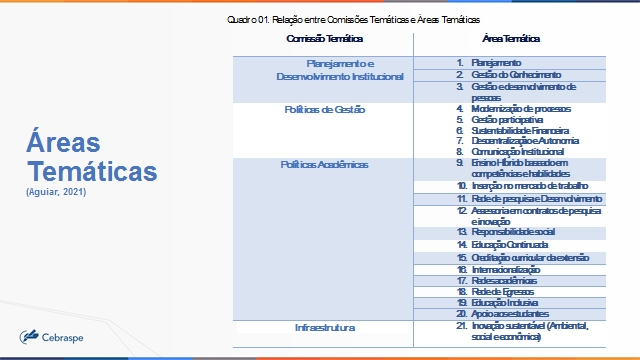 Quadro 01. Relação entre Comissões Temáticas e Áreas Temáticas
Comissão Temática
Área Temática
Planejamento e
Desenvolvimento Institucional
1. Planejamento
2. Gestão do Conhecimento
3. Gestão e desenvolvimento de
pessoas
Políticas de Gestão
4. Modernização de processos
5. Gestão participativa
6. Sustentabilidade Financeira
7. Descentralização e Autonomia
8. Comunicação Institucional
Políticas Acadêmicas
9. Ensino Híbrido baseado em
competências e habilidades
10. Inserção no mercado de trabalho
11. Rede de pesquisa e Desenvolvimento
12. Assessoria em contratos de pesquisa
e inovação
13. Responsabilidade social
14. Educação Continuada
15. Creditação curricular da extensão
16. Internacionalização
17. Redes acadêmicas
18. Rede de Egressos
19. Educação Inclusiva
20. Apoio aos estudantes
Infraestrutura
21. Inovação sustentável (Ambiental,
social e econômica)
Áreas
Temáticas
(Aguiar, 2021)
Cebraspe